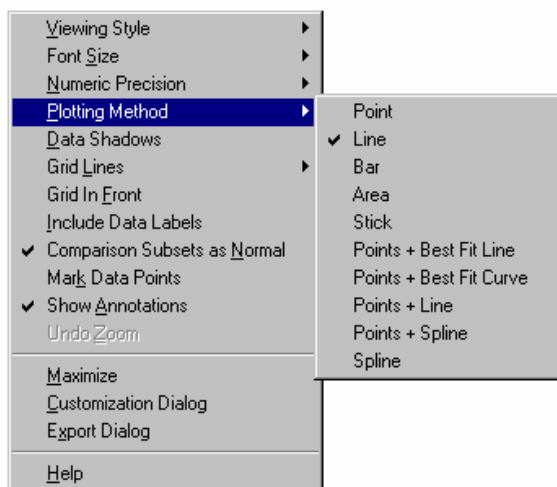 Viewing Style
Font Size
Numeric Precision
Plotting Method
Data Shadows
Grid Lines
Grid In Front
Include Data Labels
Comparison Subsets as Normal
Mark Data Points
Show Annotations
Undo Zoom
Maximize
Customization Dialog
Export Dialog
Help
Point
Line
Bar
Area
Stick
Points + Best Fit Line
Points + Best Fit Curve
Points + Line
Points + Spline
Spline